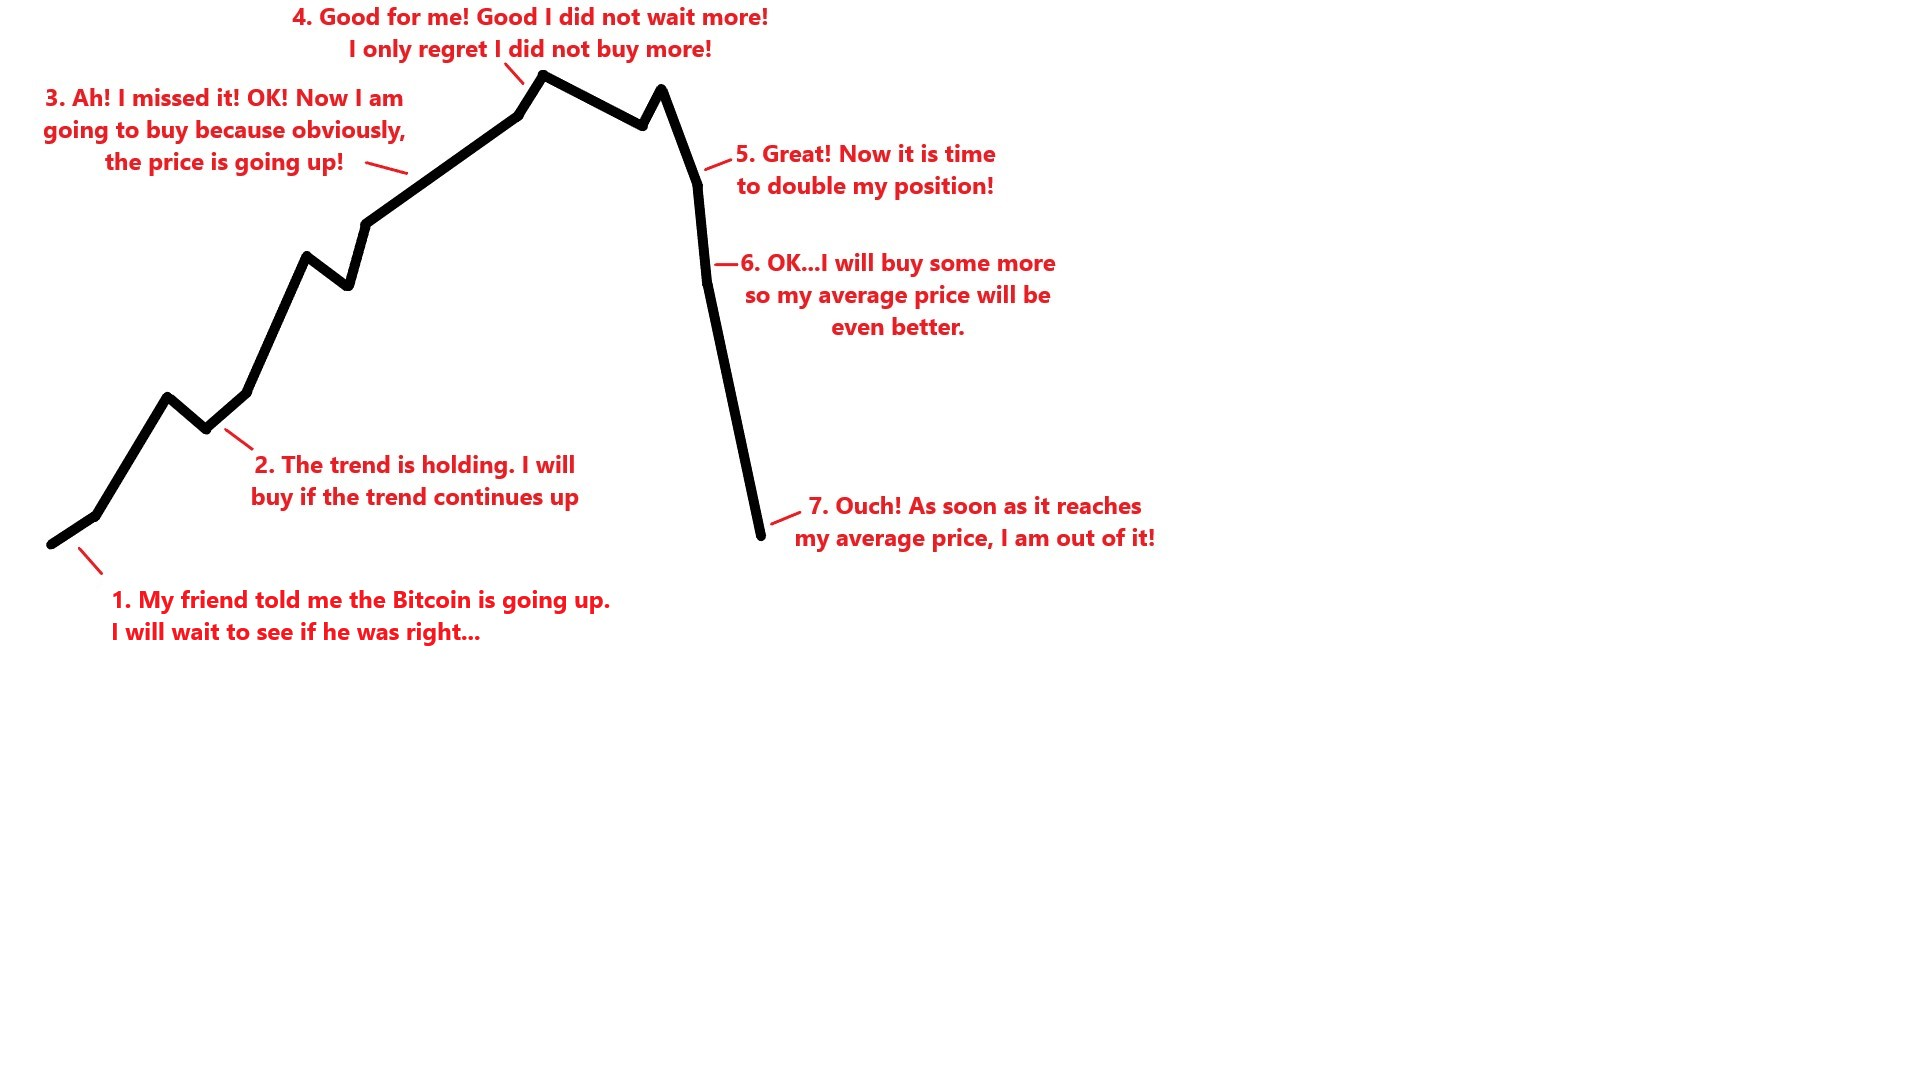 1. My friend told me the Bitcoin is going up.
I will wait to see if he was right...
2. The trend is holding. I will
buy if the trend continues up
3. Ah! I missed it! OK! Now I am
going to buy because obviously,
the price is going up!
4. Good for me! Good I did not wait more!
I only regret I did not buy more!
5. Great! Now it is time
to double my position!
6. OK...I will buy some more
so my average price will be
even better.
7. Ouch! As soon as it reaches
my average price, I am out of it!